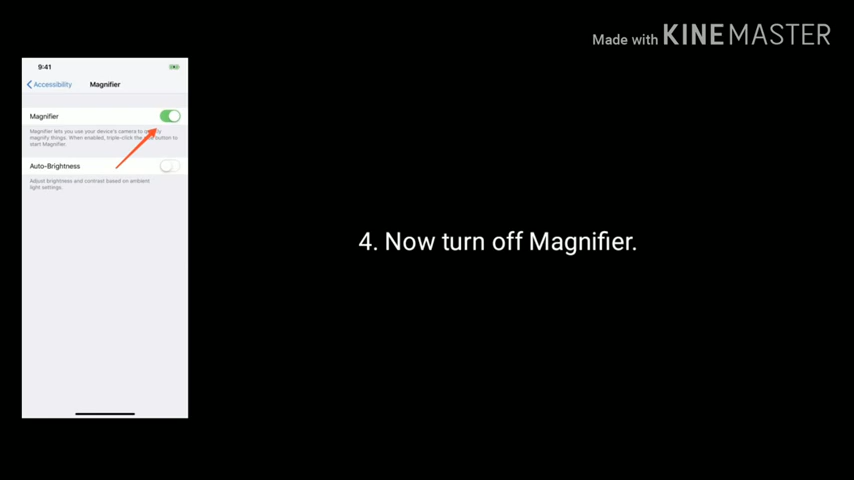 Made with KINEMASTER
9:41
Accessibility
Magnifier
Magnifier
Magnifier lets you use your device's camera to
magnify things. When enabled, triple-click the button to
start Magnifier.
Auto-Brightness
Adjust brightness and contrast based on ambient
light settings.
4. Now turn off Magnifier.